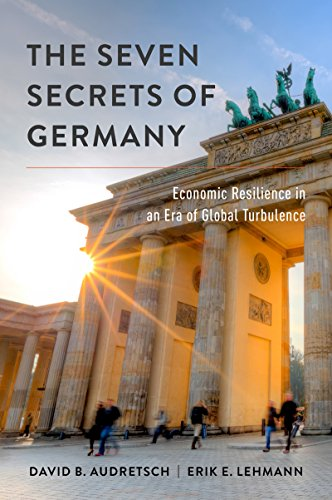 THE SEVEN
SECRETS OF
GERMANY
Economic Resilience in
an Era of Global Turbulence
DAVID B. AUDRETSCH | ERIK E. LEHMANN